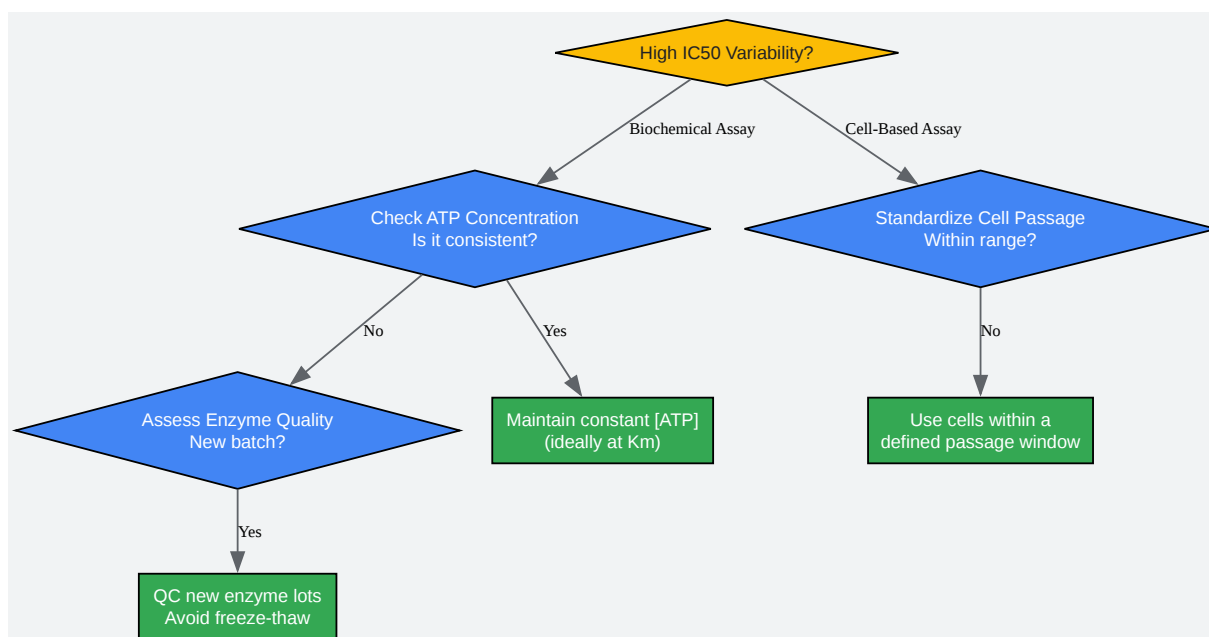 High IC50 Variability?
Biochemical Assay
Cell-Based Assay
Check ATP Concentration
Is it consistent?
Standardize Cell Passage
Within range?
No
Yes
No
Assess Enzyme Quality
New batch?
Maintain constant [ATP]
(ideally at Km)
Use cells within a
defined passage window
Yes
QC new enzyme lots
Avoid freeze-thaw